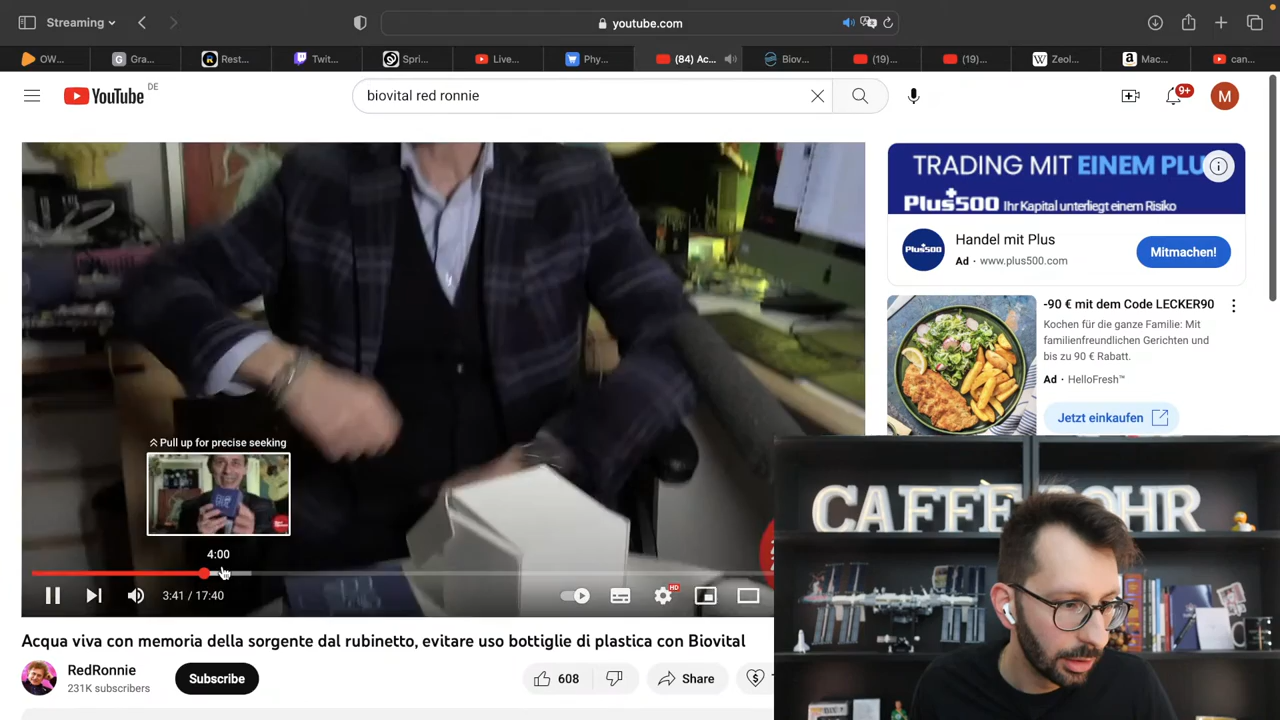 Streaming
youtube.com
OW...
Gra...
Rest...
Twit...
Spri...
Live...
Phy...
(84) Ac...
Biov...
(19)...
(19)...
Zeol...
Mac...
can...
YouTube DE
biovital red ronnie
9+
M
TRADING MIT EINEM PLU
Plus500 Ihr Kapital unterliegt einem Risiko
Plus500
Handel mit Plus
Ad · www.plus500.com
Mitmachen!
-90 € mit dem Code LECKER90
Kochen für die ganze Familie: Mit
familienfreundlichen Gerichten und
bis zu 90 € Rabatt.
Ad · HelloFresh™
Jetzt einkaufen
Pull up for precise seeking
4:00
3:41 / 17:40
HD
Acqua viva con memoria della sorgente dal rubinetto, evitare uso bottiglie di plastica con Biovital
RedRonnie
231K subscribers
Subscribe
608
Share